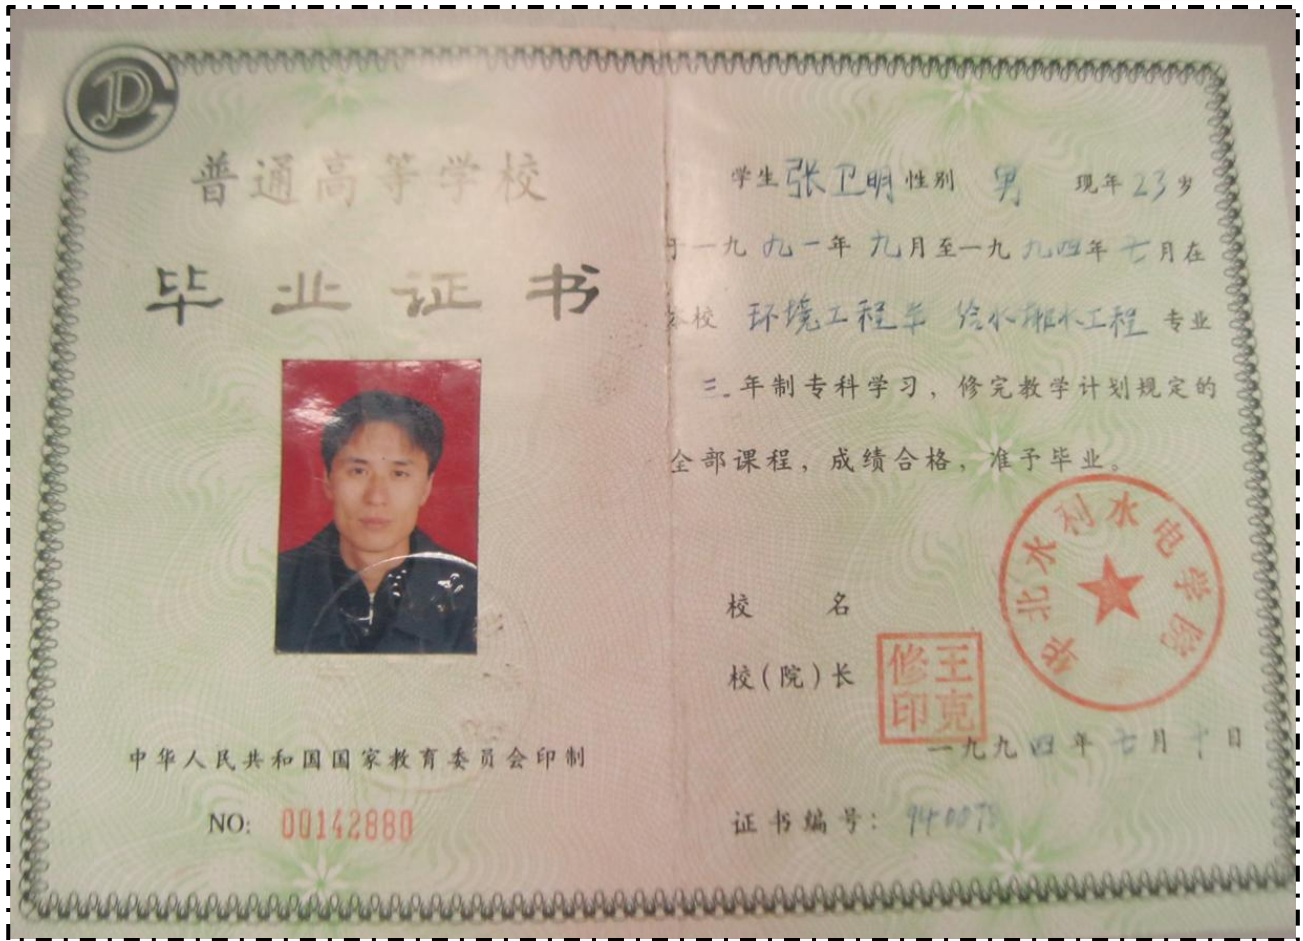 普通高等学校
毕业证书
中华人民共和国国家教育委员会印制
NO: 00142880
学生 张卫明 性别 男 现年 23 岁
于一九九一年九月至一九九四年七月在
本校 环境工程系 给水排水工程 专业
三年制专科学习，修完教学计划规定的
全部课程，成绩合格，准予毕业。
华北水利水电学院
校 名
校(院)长
王克修印
一九九四年七月十日
证书编号：